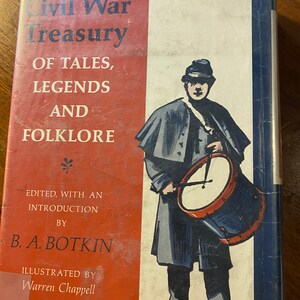 Civil War
Treasury
OF TALES,
LEGENDS
AND
FOLKLORE
EDITED, WITH AN
INTRODUCTION
BY
B. A. BOTKIN
ILLUSTRATED BY
Warren Chappell